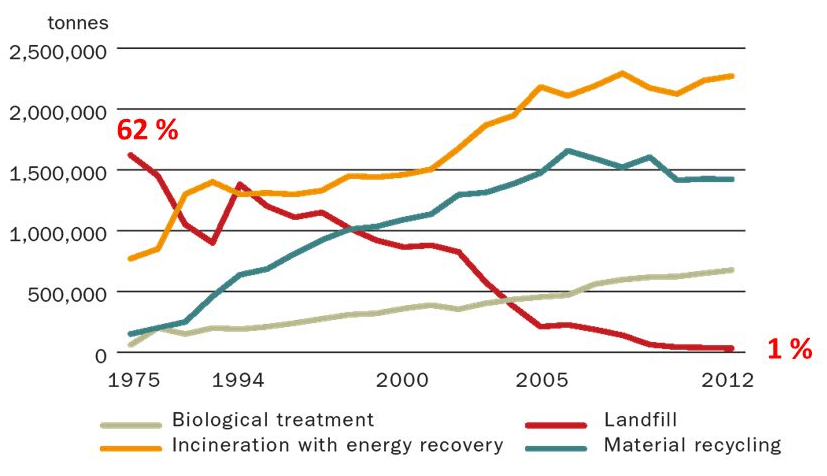 tonnes
2,500,000
2,000,000
62 %
1,500,000
1,000,000
500,000
0
1 %
1975 1994 2000 2005 2012
Biological treatment Landfill
Incineration with energy recovery Material recycling